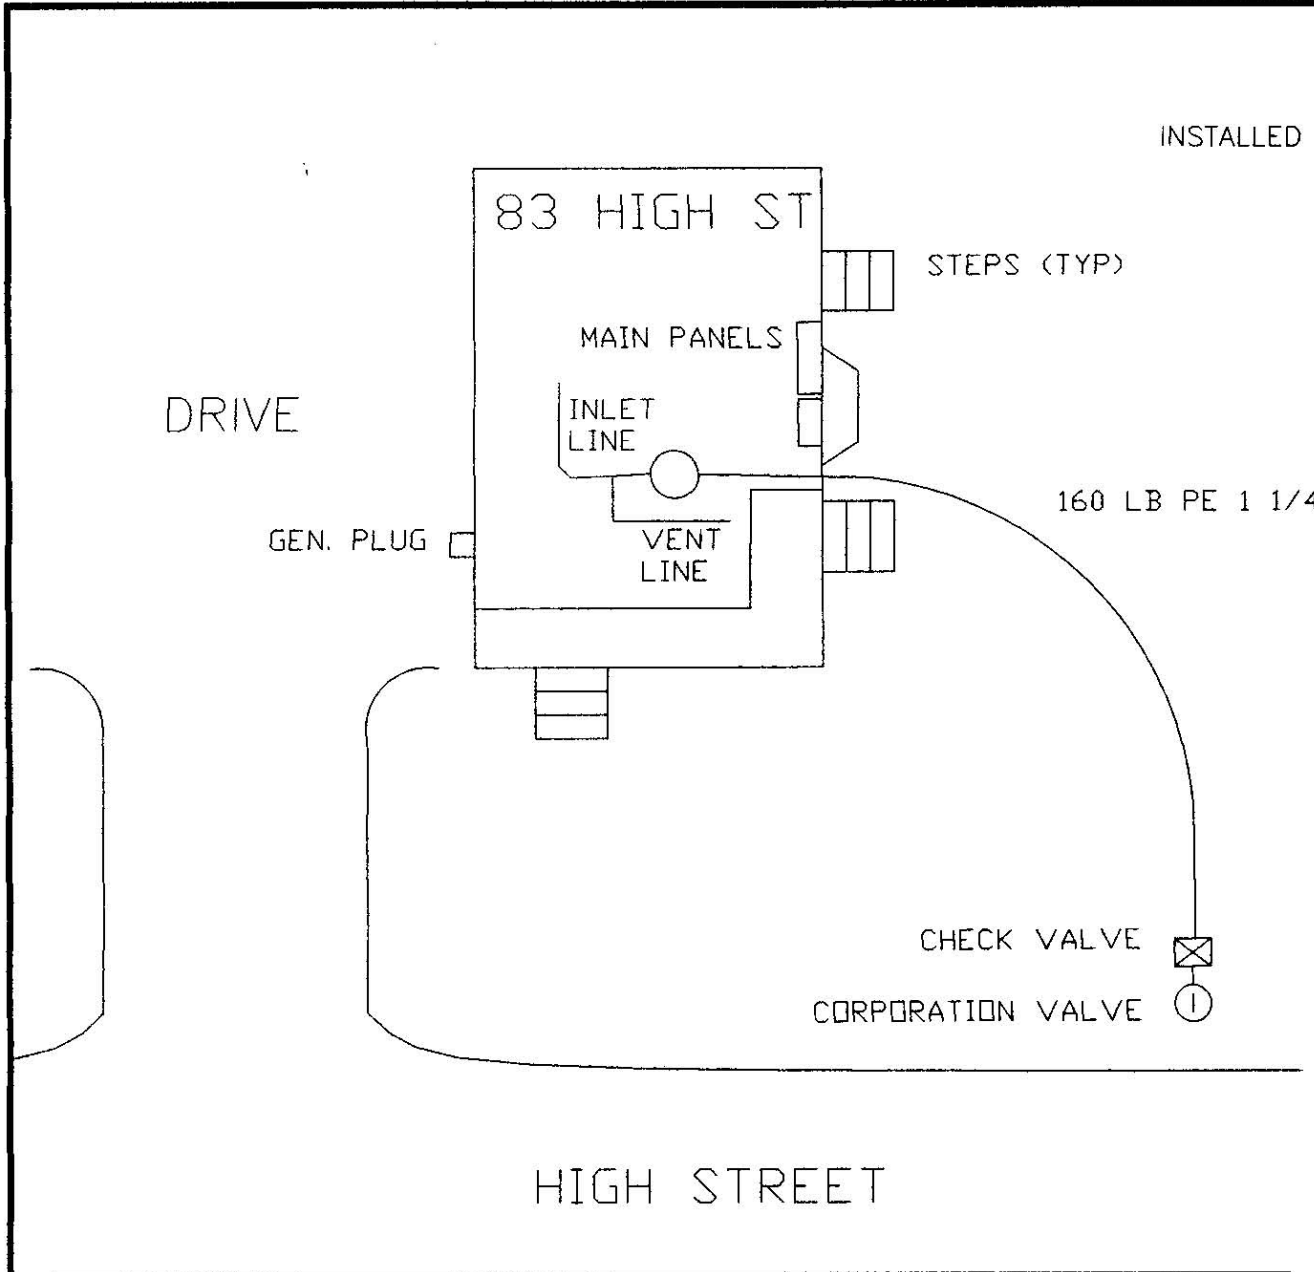 INSTALLED
83 HIGH ST
STEPS (TYP)
MAIN PANELS
DRIVE
INLET
LINE
160 LB PE 1 1/4
GEN. PLUG
VENT
LINE
CHECK VALVE
CORPORATION VALVE
HIGH STREET